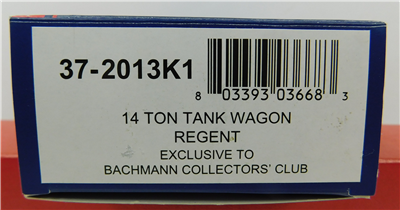 37-2013K1
8 03393 03668 3
14 TON TANK WAGON
REGENT
EXCLUSIVE TO
BACHMANN COLLECTORS' CLUB